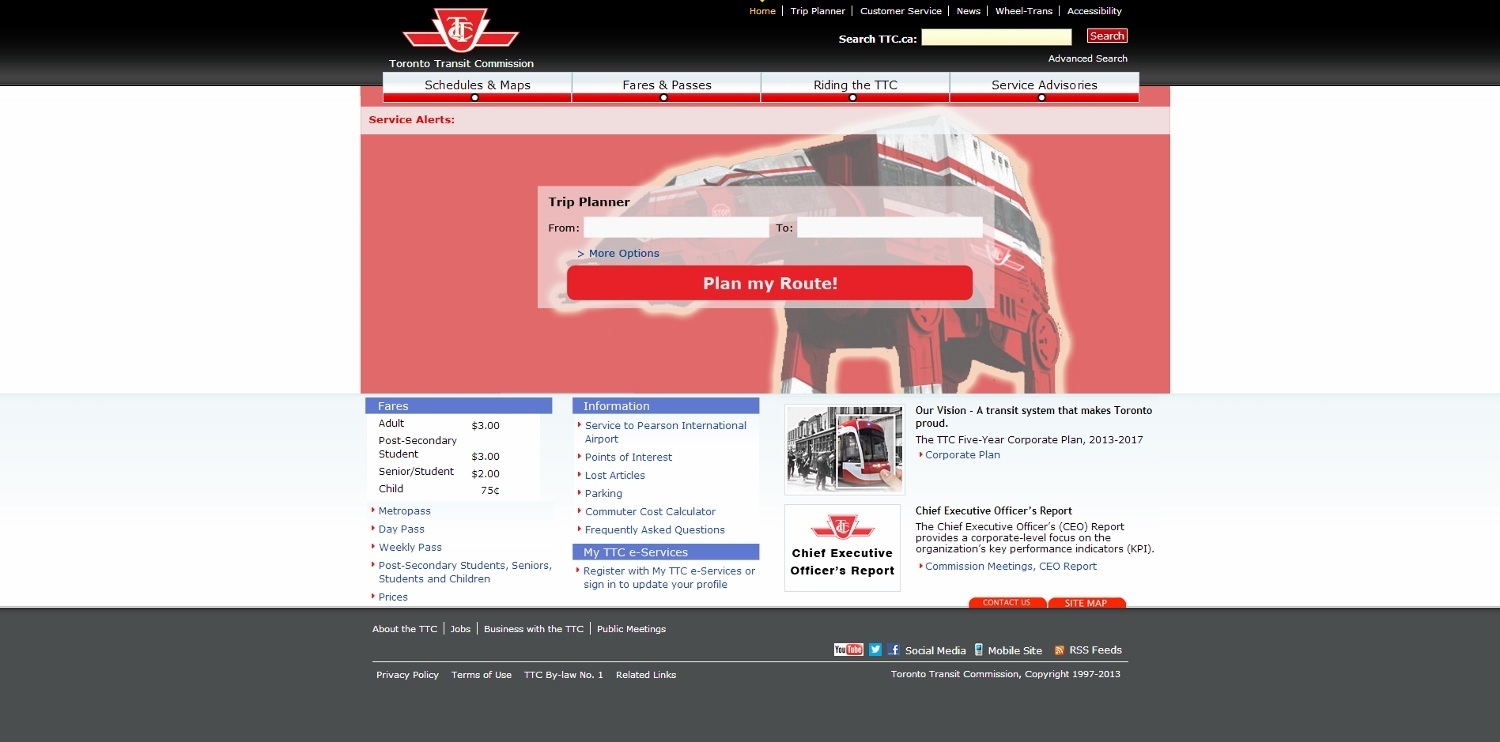 Home
Trip Planner
Customer Service
News
Wheel-Trans
Accessibility
TTC
Toronto Transit Commission
Search TTC.ca:
Search
Advanced Search
Schedules & Maps
Fares & Passes
Riding the TTC
Service Advisories
Service Alerts:
Trip Planner
From:
To:
> More Options
Plan my Route!
Fares
Adult $3.00
Post-Secondary
Student $3.00
Senior/Student $2.00
Child 75¢
Metropass
Day Pass
Weekly Pass
Post-Secondary Students, Seniors,
Students and Children
Prices
Information
Service to Pearson International
Airport
Points of Interest
Lost Articles
Parking
Commuter Cost Calculator
Frequently Asked Questions
My TTC e-Services
Register with My TTC e-Services or
sign in to update your profile
Our Vision - A transit system that makes Toronto
proud.
The TTC Five-Year Corporate Plan, 2013-2017
Corporate Plan
TTC
Chief Executive
Officer's Report
Chief Executive Officer's Report
The Chief Executive Officer's (CEO) Report
provides a corporate-level focus on the
organization's key performance indicators (KPI).
Commission Meetings, CEO Report
CONTACT US
SITE MAP
About the TTC
Jobs
Business with the TTC
Public Meetings
YouTube
Social Media
Mobile Site
RSS Feeds
Privacy Policy
Terms of Use
TTC By-law No. 1
Related Links
Toronto Transit Commission, Copyright 1997-2013